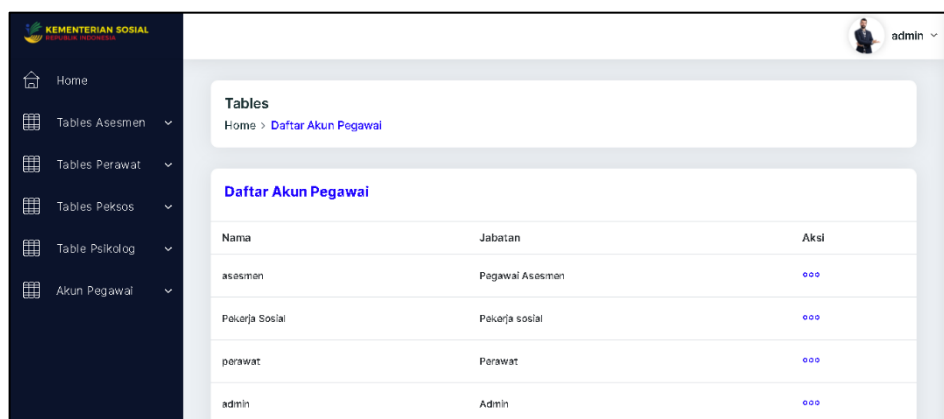 KEMENTERIAN SOSIAL
REPUBLIK INDONESIA
admin
Home
Tables Asesmen
Tables Perawat
Tables Peksos
Table Psikolog
Akun Pegawai
Tables
Home > Daftar Akun Pegawai
Daftar Akun Pegawai
Nama Jabatan Aksi
asesmen Pegawai Asesmen
Pekerja Sosial Pekerja sosial
perawat Perawat
admin Admin